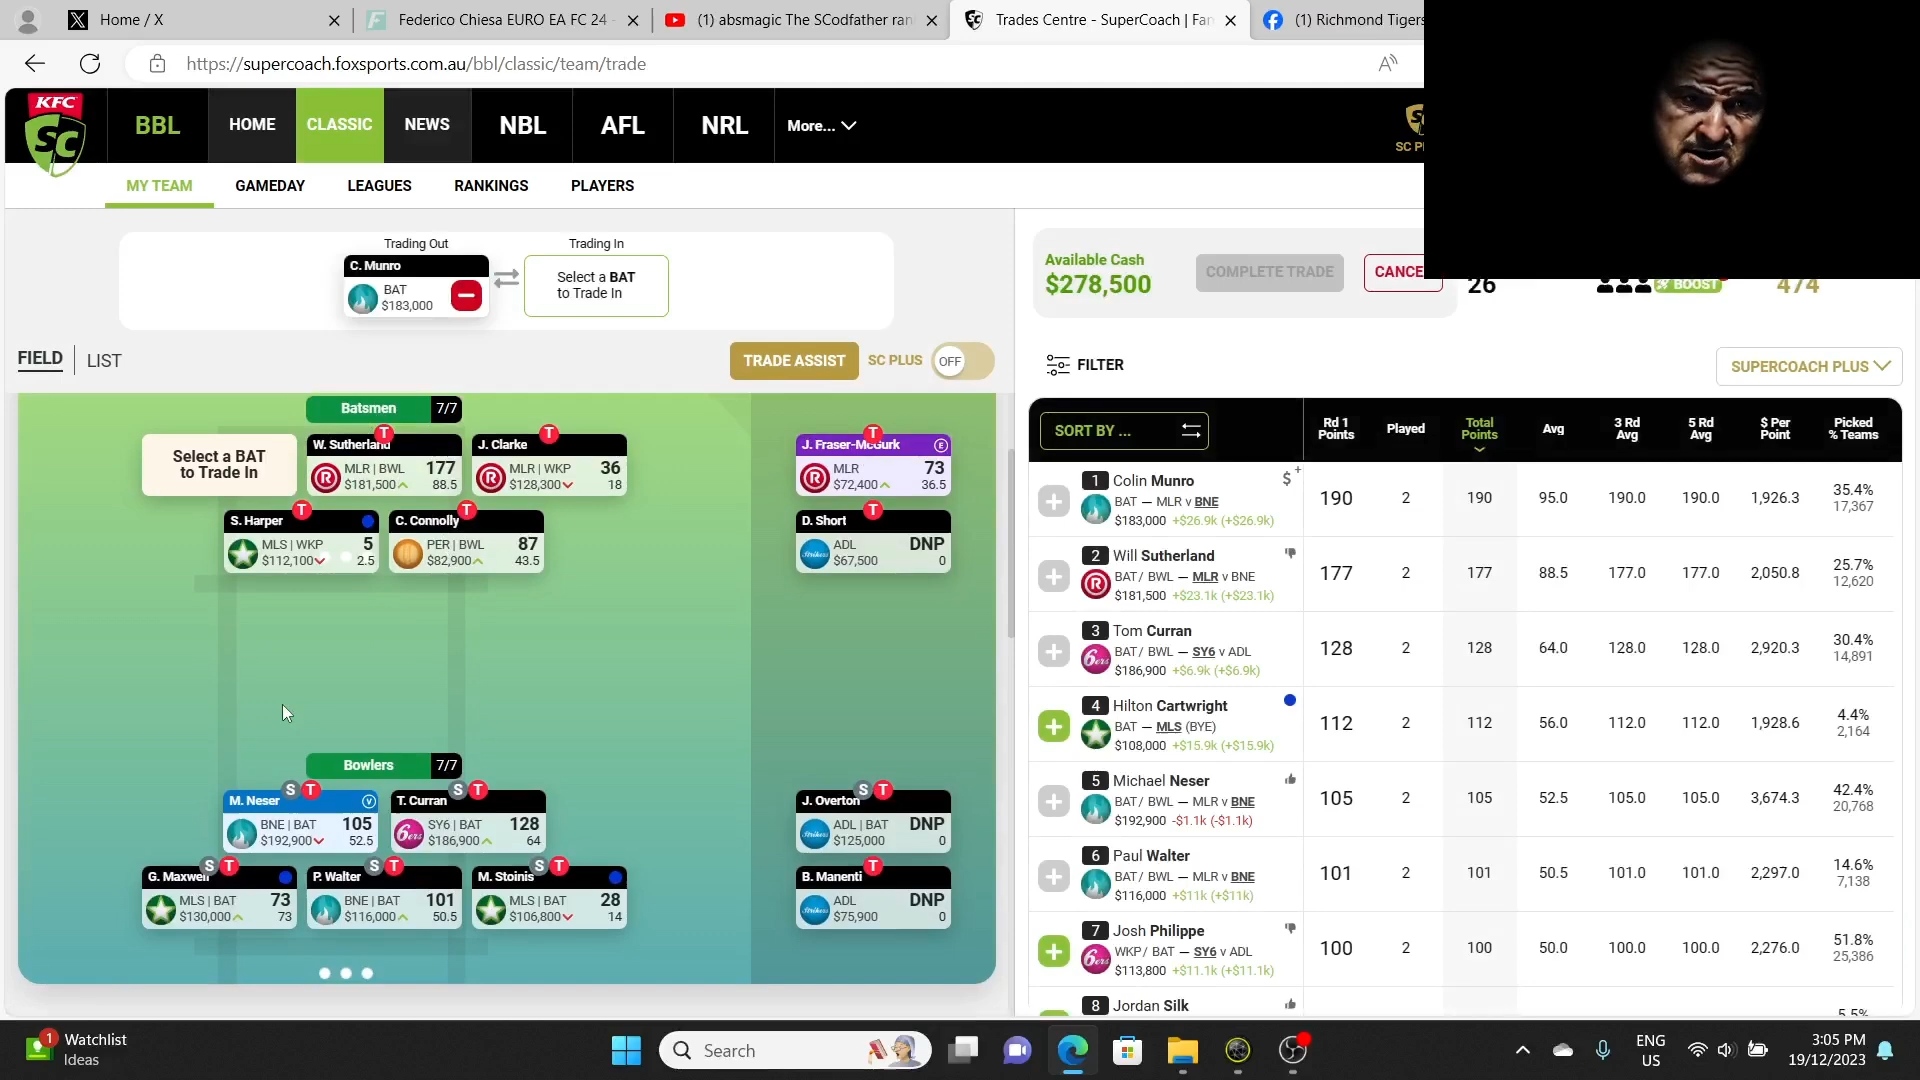 Home / X
Federico Chiesa EURO EA FC 24 -
(1) absmagic The SCodfather ran
Trades Centre - SuperCoach | Fan
(1) Richmond Tigers
https://supercoach.foxsports.com.au/bbl/classic/team/trade
KFC
SC
BBL
HOME
CLASSIC
NEWS
NBL
AFL
NRL
More...
MY TEAM
GAMEDAY
LEAGUES
RANKINGS
PLAYERS
Trading Out
Trading In
C. Munro
BAT
$183,000
Select a BAT
to Trade In
Available Cash
$278,500
COMPLETE TRADE
CANCE
26
BOOST
474
FIELD
LIST
TRADE ASSIST
SC PLUS
OFF
FILTER
SUPERCOACH PLUS
Batsmen 7/7
Select a BAT
to Trade In
W. Sutherland
T
MLR | BWL 177
$181,500 88.5
J. Clarke
T
MLR | WKP 36
$128,300 18
J. Fraser-McGurk
T
E
MLR 73
$72,400 36.5
S. Harper
T
MLS | WKP 5
$112,100 2.5
C. Connolly
T
PER | BWL 87
$82,900 43.5
D. Short
T
ADL DNP
$67,500 0
Bowlers 7/7
M. Neser
S T
V
BNE | BAT 105
$192,900 52.5
T. Curran
S T
SY6 | BAT 128
$186,900 64
J. Overton
S T
ADL | BAT DNP
$125,000 0
G. Maxwell
S T
MLS | BAT 73
$130,000 73
P. Walter
S T
BNE | BAT 101
$116,000 50.5
M. Stoinis
S T
MLS | BAT 28
$106,800 14
B. Manenti
T
ADL DNP
$75,900 0
SORT BY ...
Rd 1 Points
Played
Total Points
Avg
3 Rd Avg
5 Rd Avg
$ Per Point
Picked % Teams
1 Colin Munro
BAT — MLR v BNE
$183,000 +$26.9k (+$26.9k)
190 2 190 95.0 190.0 190.0 1,926.3 35.4% 17,367
2 Will Sutherland
BAT/ BWL — MLR v BNE
$181,500 +$23.1k (+$23.1k)
177 2 177 88.5 177.0 177.0 2,050.8 25.7% 12,620
3 Tom Curran
BAT/ BWL — SY6 v ADL
$186,900 +$6.9k (+$6.9k)
128 2 128 64.0 128.0 128.0 2,920.3 30.4% 14,891
4 Hilton Cartwright
BAT — MLS (BYE)
$108,000 +$15.9k (+$15.9k)
112 2 112 56.0 112.0 112.0 1,928.6 4.4% 2,164
5 Michael Neser
BAT/ BWL — MLR v BNE
$192,900 -$1.1k (-$1.1k)
105 2 105 52.5 105.0 105.0 3,674.3 42.4% 20,768
6 Paul Walter
BAT/ BWL — MLR v BNE
$116,000 +$11k (+$11k)
101 2 101 50.5 101.0 101.0 2,297.0 14.6% 7,138
7 Josh Philippe
WKP/ BAT — SY6 v ADL
$113,800 +$11.1k (+$11.1k)
100 2 100 50.0 100.0 100.0 2,276.0 51.8% 25,386
8 Jordan Silk
5.5%
1
Watchlist
Ideas
Search
ENG
US
3:05 PM
19/12/2023